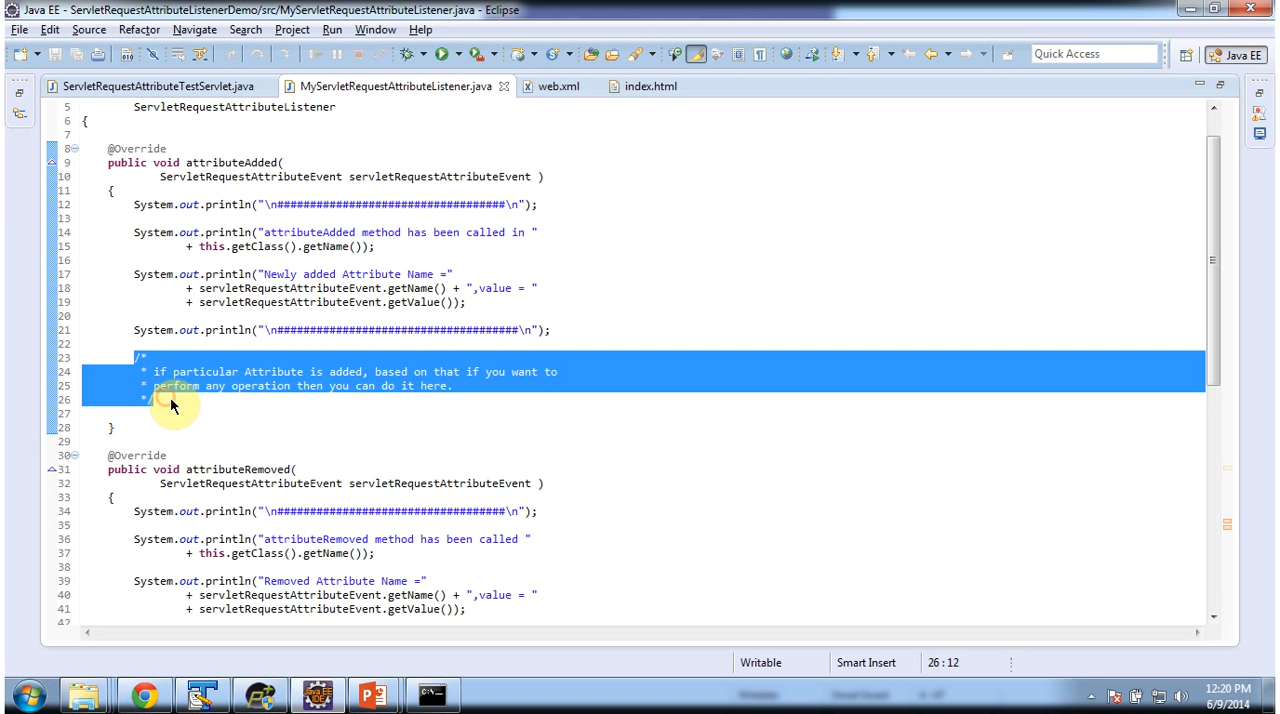 Java EE - ServletRequestAttributeListenerDemo/src/MyServletRequestAttributeListener.java - Eclipse
File Edit Source Refactor Navigate Search Project Run Window Help
Quick Access
Java EE
ServletRequestAttributeTestServlet.java MyServletRequestAttributeListener.java web.xml index.html
5 ServletRequestAttributeListener
6 {
7
8 @Override
9 public void attributeAdded(
10 ServletRequestAttributeEvent servletRequestAttributeEvent )
11 {
12 System.out.println("\n###################################\n");
13
14 System.out.println("attributeAdded method has been called in "
15 + this.getClass().getName());
16
17 System.out.println("Newly added Attribute Name ="
18 + servletRequestAttributeEvent.getName() + ",value = "
19 + servletRequestAttributeEvent.getValue());
20
21 System.out.println("\n#####################################\n");
22
23 /*
24 * if particular Attribute is added, based on that if you want to
25 * perform any operation then you can do it here.
26 */
27
28 }
29
30 @Override
31 public void attributeRemoved(
32 ServletRequestAttributeEvent servletRequestAttributeEvent )
33 {
34 System.out.println("\n###################################\n");
35
36 System.out.println("attributeRemoved method has been called "
37 + this.getClass().getName());
38
39 System.out.println("Removed Attribute Name ="
40 + servletRequestAttributeEvent.getName() + ",value = "
41 + servletRequestAttributeEvent.getValue());
42
Writable Smart Insert 26 : 12
Java EE IDE
12:20 PM
6/9/2014